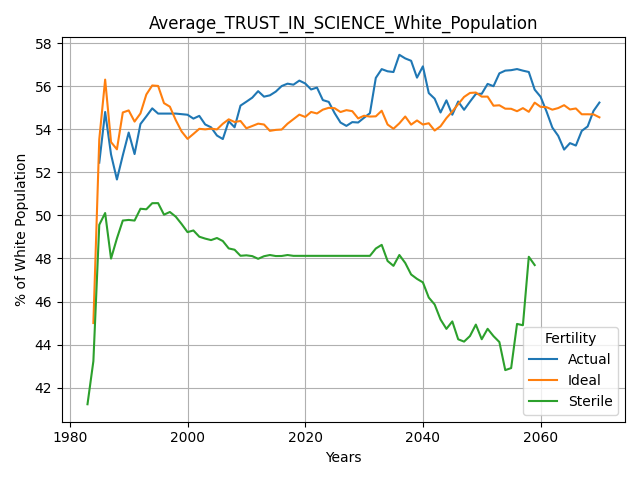 Average_TRUST_IN_SCIENCE_White_Population
% of White Population
58
56
54
52
50
48
46
44
42
1980
2000
2020
2040
2060
Years
Fertility
Actual
Ideal
Sterile